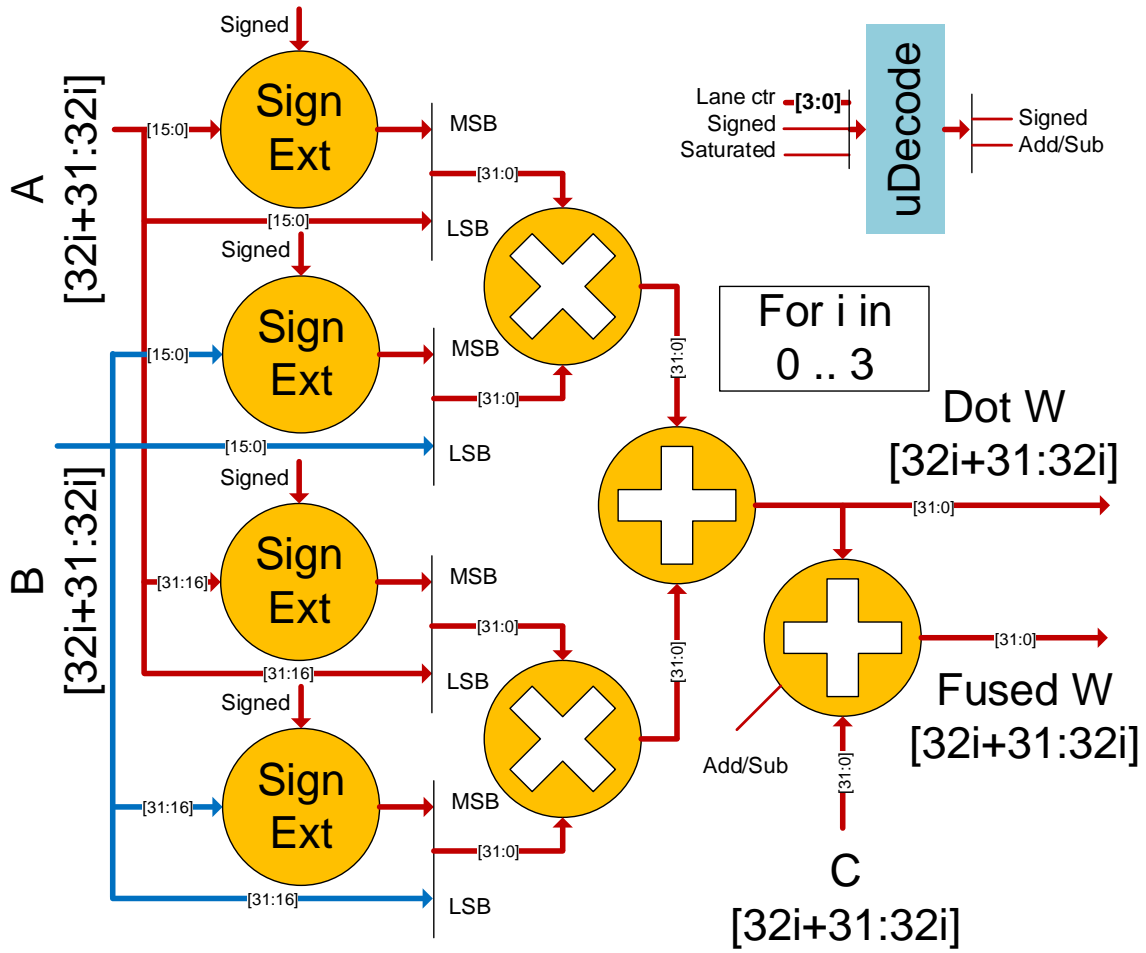 Signed
Sign
Ext
[15:0]
MSB
[31:0]
[15:0]
LSB
A
[32i+31:32i]
Signed
Sign
Ext
[15:0]
MSB
[31:0]
[15:0]
LSB
B
[32i+31:32i]
Signed
Sign
Ext
[31:16]
MSB
[31:0]
[31:16]
LSB
Signed
Sign
Ext
[31:16]
MSB
[31:0]
[31:16]
LSB
[31:0]
[31:0]
Lane ctr
[3:0]
Signed
Saturated
uDecode
Signed
Add/Sub
For i in
0 .. 3
Dot W
[32i+31:32i]
[31:0]
[31:0]
Fused W
[32i+31:32i]
Add/Sub
[31:0]
C
[32i+31:32i]